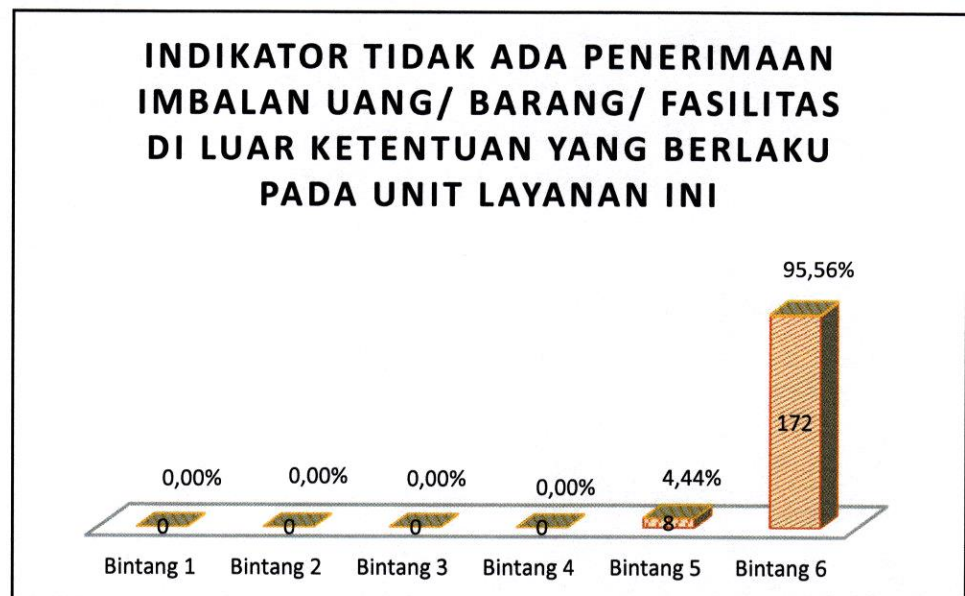 INDIKATOR TIDAK ADA PENERIMAAN
IMBALAN UANG/ BARANG/ FASILITAS
DI LUAR KETENTUAN YANG BERLAKU
PADA UNIT LAYANAN INI
95,56%
172
0,00% 0,00% 0,00% 0,00% 4,44%
0 0 0 0 8
Bintang 1 Bintang 2 Bintang 3 Bintang 4 Bintang 5 Bintang 6